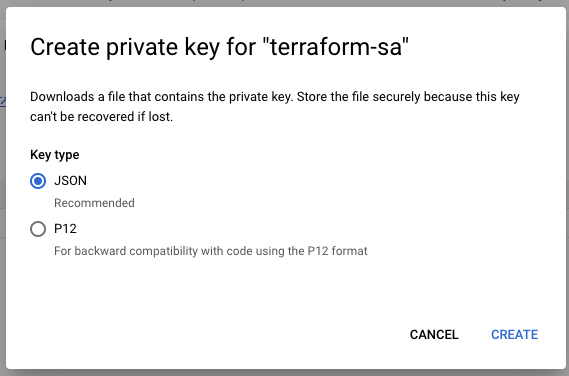 Create private key for "terraform-sa"
Downloads a file that contains the private key. Store the file securely because this key
can't be recovered if lost.
Key type
JSON
Recommended
P12
For backward compatibility with code using the P12 format
CANCEL
CREATE